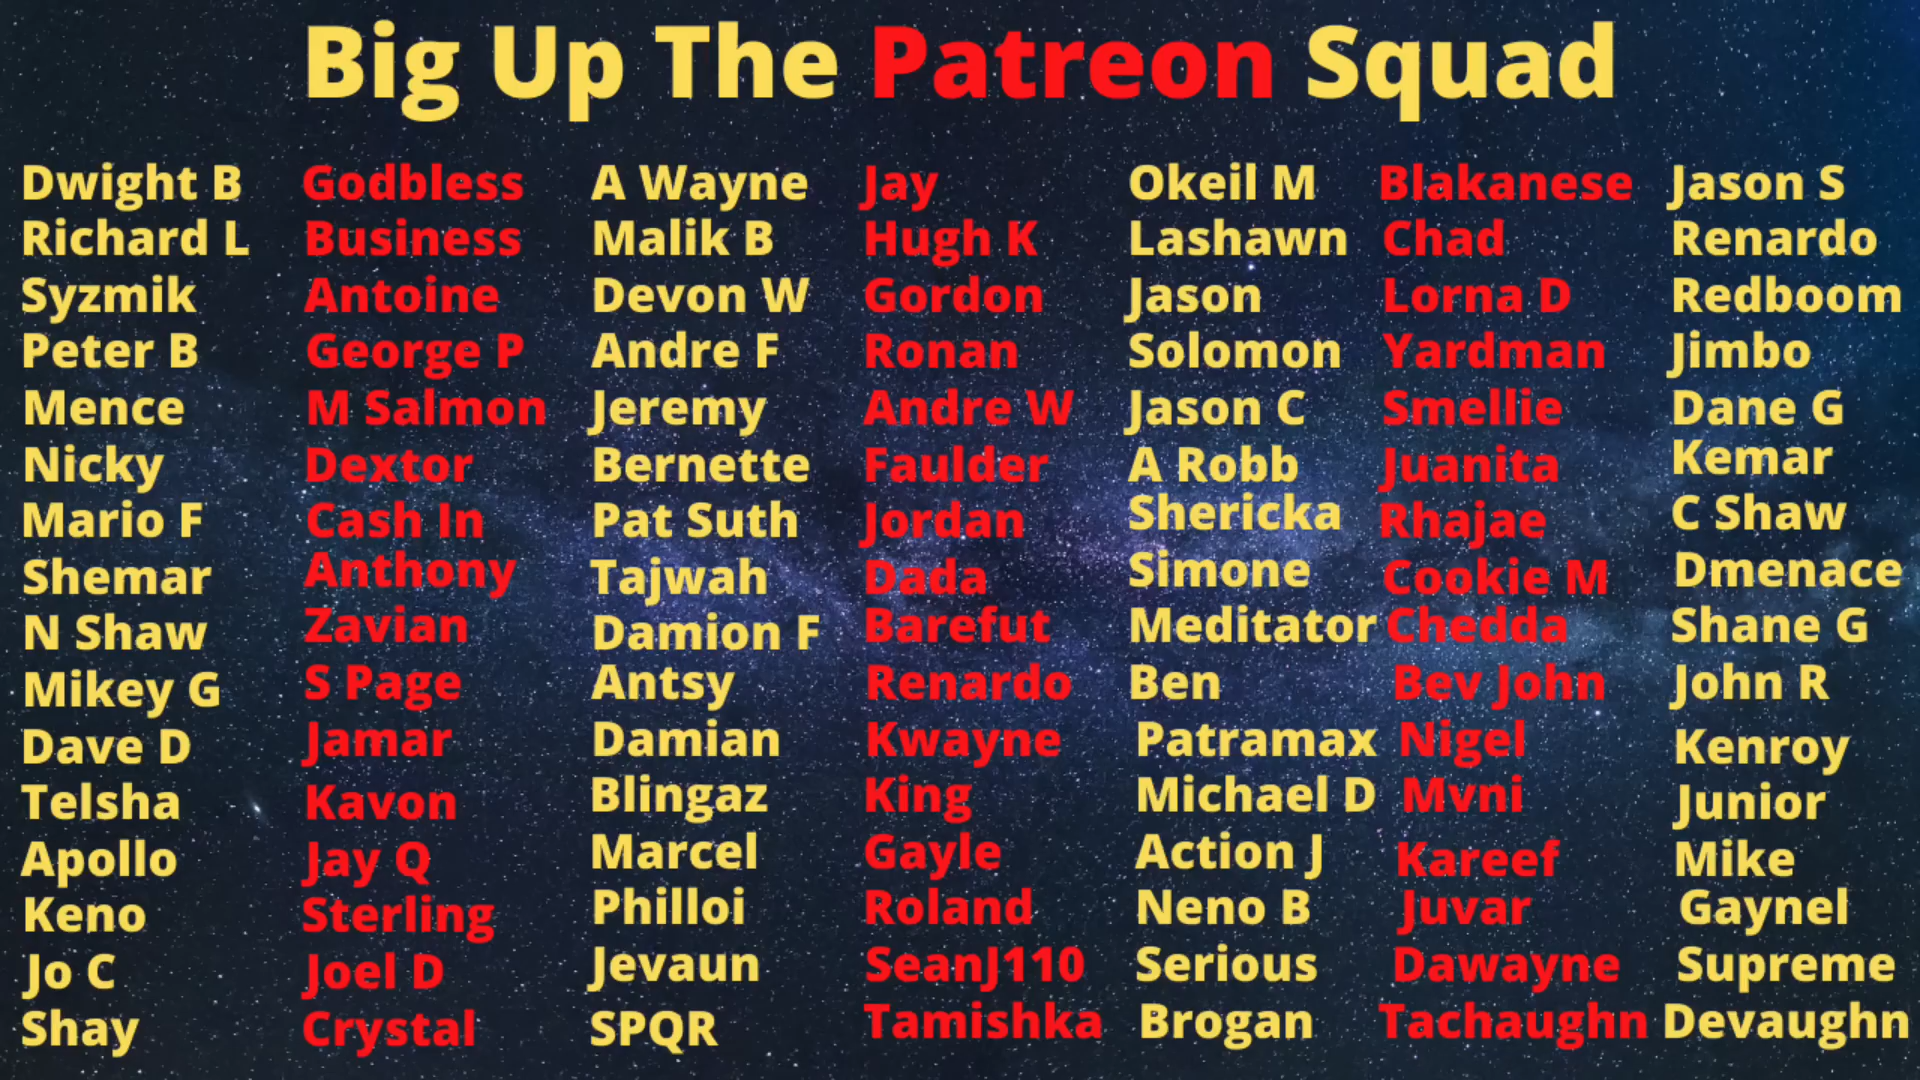 Big Up The Patreon Squad
Dwight B
Richard L
Syzmik
Peter B
Mence
Nicky
Mario F
Shemar
N Shaw
Mikey G
Dave D
Telsha
Apollo
Keno
Jo C
Shay
Godbless
Business
Antoine
George P
M Salmon
Dextor
Cash In
Anthony
Zavian
S Page
Jamar
Kavon
Jay Q
Sterling
Joel D
Crystal
A Wayne
Malik B
Devon W
Andre F
Jeremy
Bernette
Pat Suth
Tajwah
Damion F
Antsy
Damian
Blingaz
Marcel
Philloi
Jevaun
SPQR
Jay
Hugh K
Gordon
Ronan
Andre W
Faulder
Jordan
Dada
Barefut
Renardo
Kwayne
King
Gayle
Roland
SeanJ110
Tamishka
Okeil M
Lashawn
Jason
Solomon
Jason C
A Robb
Shericka
Simone
Meditator
Ben
Patramax
Michael D
Action J
Neno B
Serious
Brogan
Blakanese
Chad
Lorna D
Yardman
Smellie
Juanita
Rhajae
Cookie M
Chedda
Bev John
Nigel
Mvni
Kareef
Juvar
Dawayne
Tachaughn
Jason S
Renardo
Redboom
Jimbo
Dane G
Kemar
C Shaw
Dmenace
Shane G
John R
Kenroy
Junior
Mike
Gaynel
Supreme
Devaughn